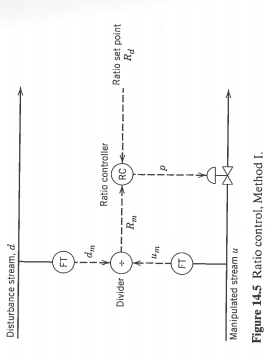 Disturbance stream, d
FT
d_m
Divider
÷
R_m
u_m
FT
Ratio controller
RC
Ratio set point
R_d
p
Manipulated stream u
Figure 14.5 Ratio control, Method I.